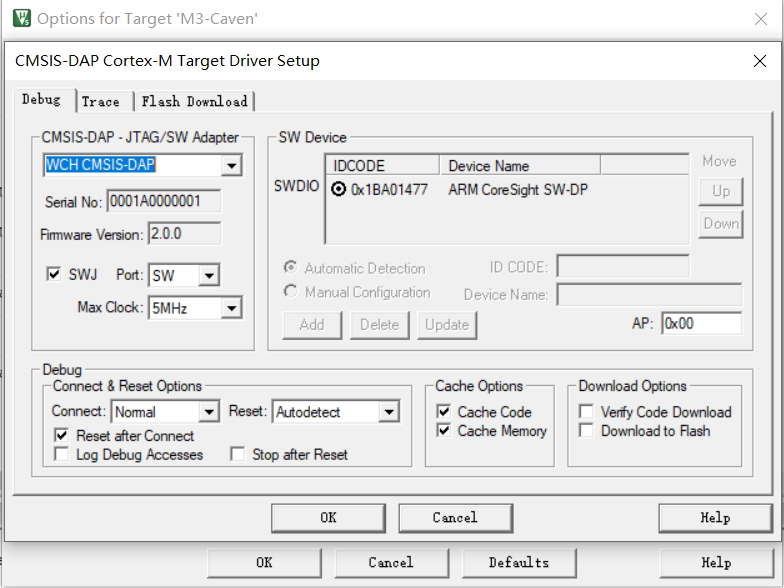 Options for Target 'M3-Caven'
CMSIS-DAP Cortex-M Target Driver Setup
Debug Trace Flash Download
CMSIS-DAP - JTAG/SW Adapter
WCH CMSIS-DAP
Serial No: 0001A0000001
Firmware Version: 2.0.0
SWJ Port: SW
Max Clock: 5MHz
SW Device
IDCODE Device Name Move
SWDIO 0x1BA01477 ARM CoreSight SW-DP Up
Down
Automatic Detection ID CODE:
Manual Configuration Device Name:
Add Delete Update AP: 0x00
Debug
Connect & Reset Options
Connect: Normal Reset: Autodetect
Reset after Connect
Log Debug Accesses Stop after Reset
Cache Options
Cache Code
Cache Memory
Download Options
Verify Code Download
Download to Flash
OK Cancel Help
OK Cancel Defaults Help